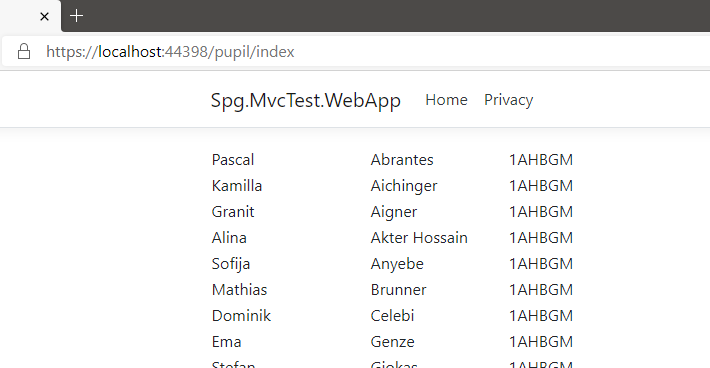 https://localhost:44398/pupil/index
Spg.MvcTest.WebApp Home Privacy
Pascal Abrantes 1AHBGM
Kamilla Aichinger 1AHBGM
Granit Aigner 1AHBGM
Alina Akter Hossain 1AHBGM
Sofija Anyebe 1AHBGM
Mathias Brunner 1AHBGM
Dominik Celebi 1AHBGM
Ema Genze 1AHBGM
Stefan Gjokas 1AHBGM